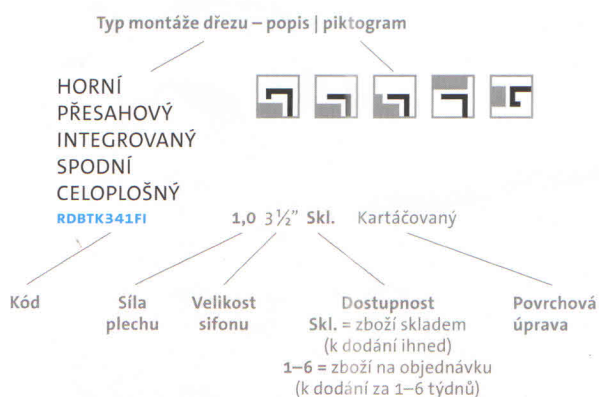 Typ montáže dřezu – popis | piktogram
HORNÍ
PŘESAHOVÝ
INTEGROVANÝ
SPODNÍ
CELOPLOŠNÝ
RDBTK341FI 1,0 3½" Skl. Kartáčovaný
Kód Síla plechu Velikost sifonu Dostupnost Povrchová úprava
Skl. = zboží skladem
(k dodání ihned)
1–6 = zboží na objednávku
(k dodání za 1–6 týdnů)